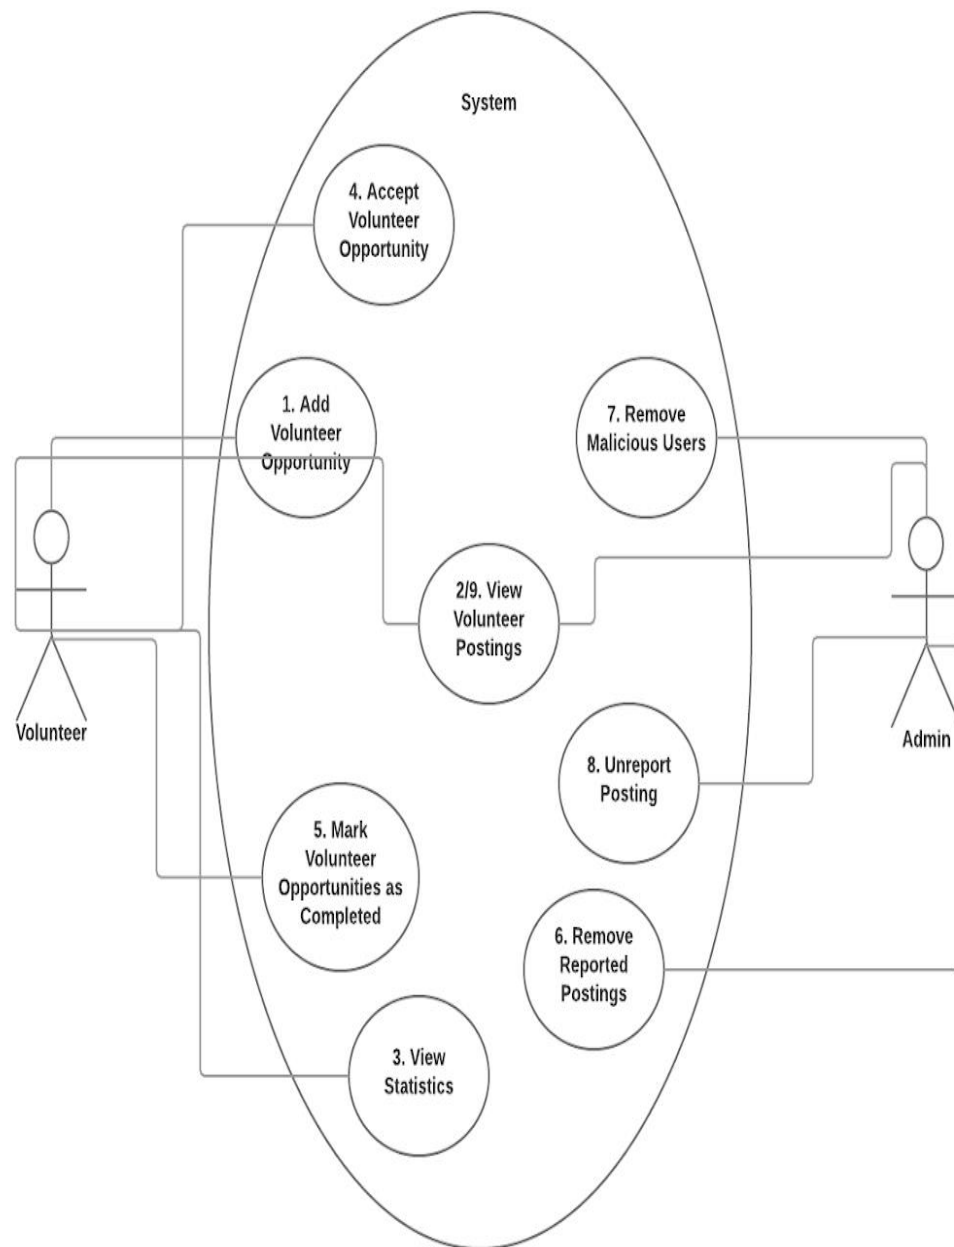 System
4. Accept
Volunteer
Opportunity
1. Add
Volunteer
Opportunity
7. Remove
Malicious Users
2/9. View
Volunteer
Postings
Volunteer
Admin
8. Unreport
Posting
5. Mark
Volunteer
Opportunities as
Completed
6. Remove
Reported
Postings
3. View
Statistics